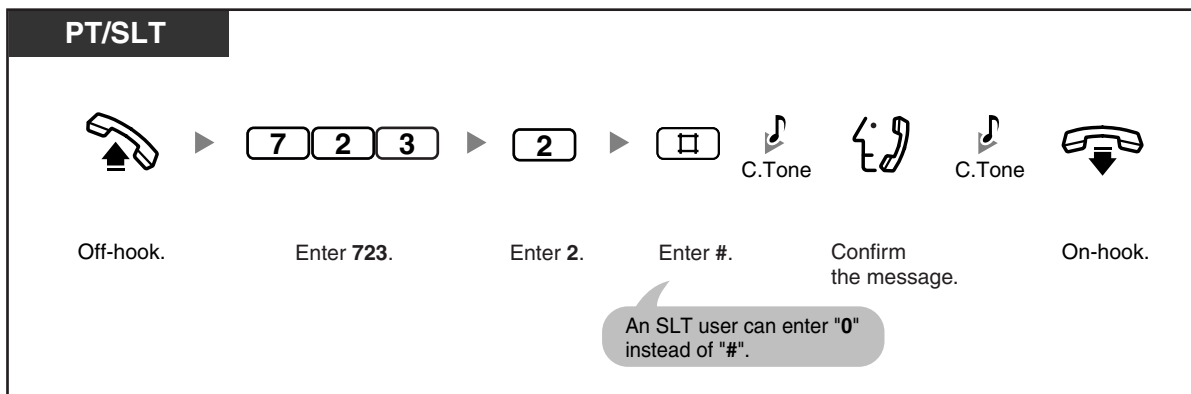 PT/SLT
7 2 3
2
#
C.Tone
C.Tone
Off-hook.
Enter 723.
Enter 2.
Enter #.
Confirm
the message.
On-hook.
An SLT user can enter "0"
instead of "#".